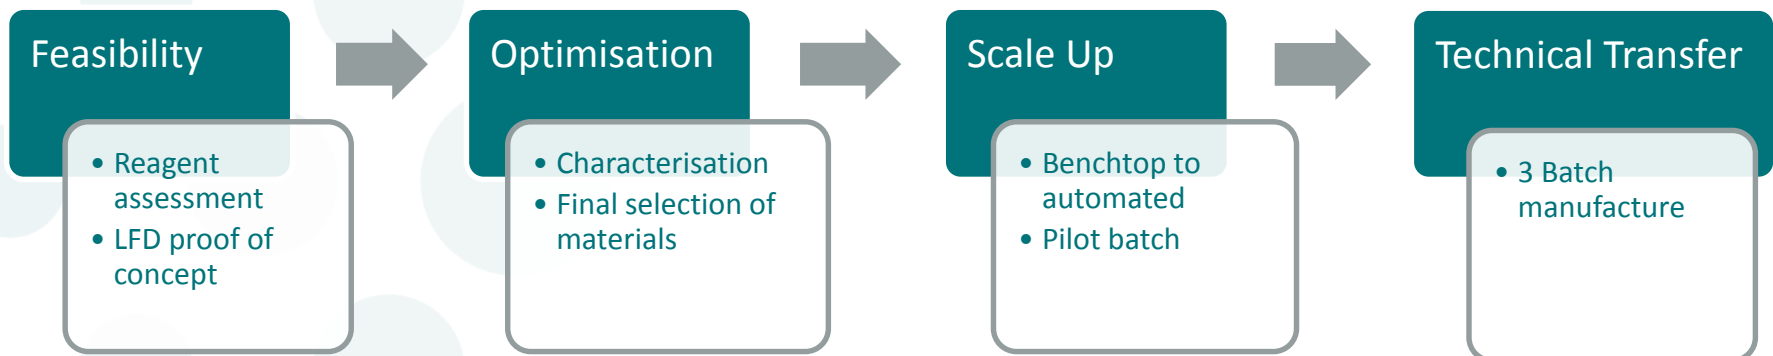 Feasibility
• Reagent
assessment
• LFD proof of
concept
Optimisation
• Characterisation
• Final selection of
materials
Scale Up
• Benchtop to
automated
• Pilot batch
Technical Transfer
• 3 Batch
manufacture